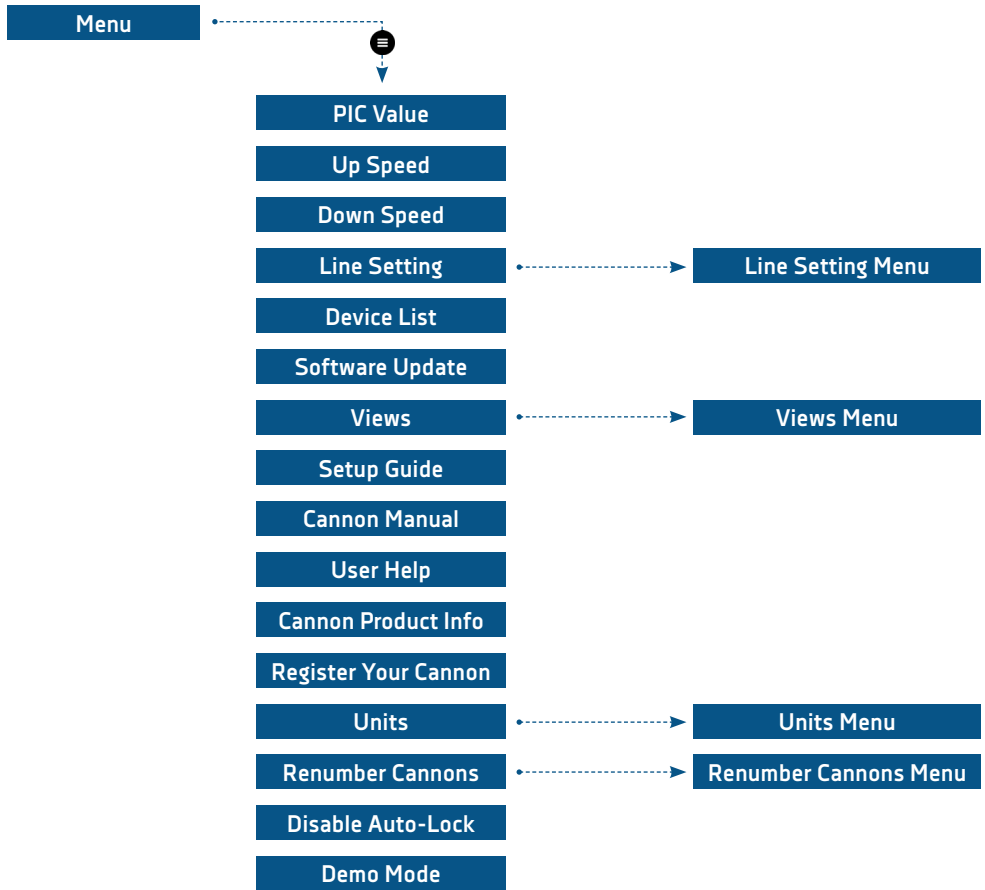 Menu
PIC Value
Up Speed
Down Speed
Line Setting
Line Setting Menu
Device List
Software Update
Views
Views Menu
Setup Guide
Cannon Manual
User Help
Cannon Product Info
Register Your Cannon
Units
Units Menu
Renumber Cannons
Renumber Cannons Menu
Disable Auto-Lock
Demo Mode